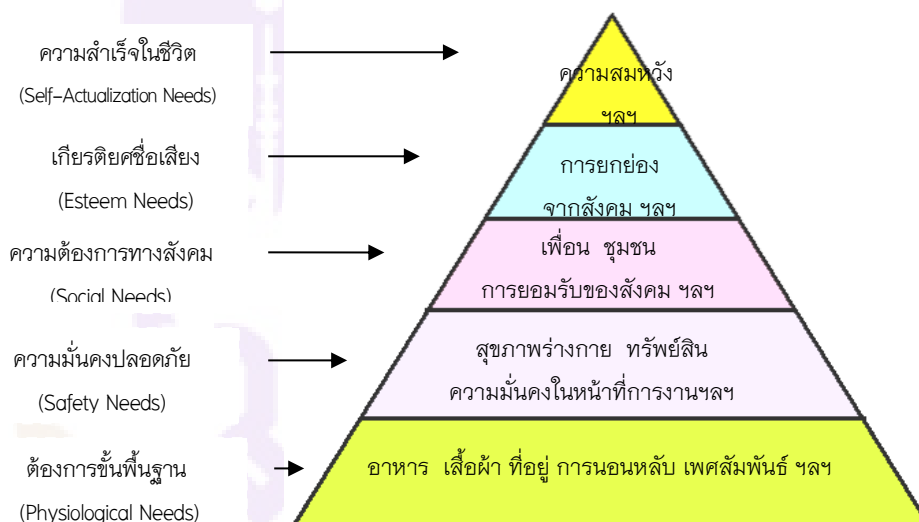 ความสำเร็จในชีวิต
(Self-Actualization Needs)
ความสมหวัง
ฯลฯ
เกียรติยศชื่อเสียง
(Esteem Needs)
การยกย่อง
จากสังคม ฯลฯ
ความต้องการทางสังคม
(Social Needs)
เพื่อน ชุมชน
การยอมรับของสังคม ฯลฯ
ความมั่นคงปลอดภัย
(Safety Needs)
สุขภาพร่างกาย ทรัพย์สิน
ความมั่นคงในหน้าที่การงานฯลฯ
ต้องการขั้นพื้นฐาน
(Physiological Needs)
อาหาร เสื้อผ้า ที่อยู่ การนอนหลับ เพศสัมพันธ์ ฯลฯ